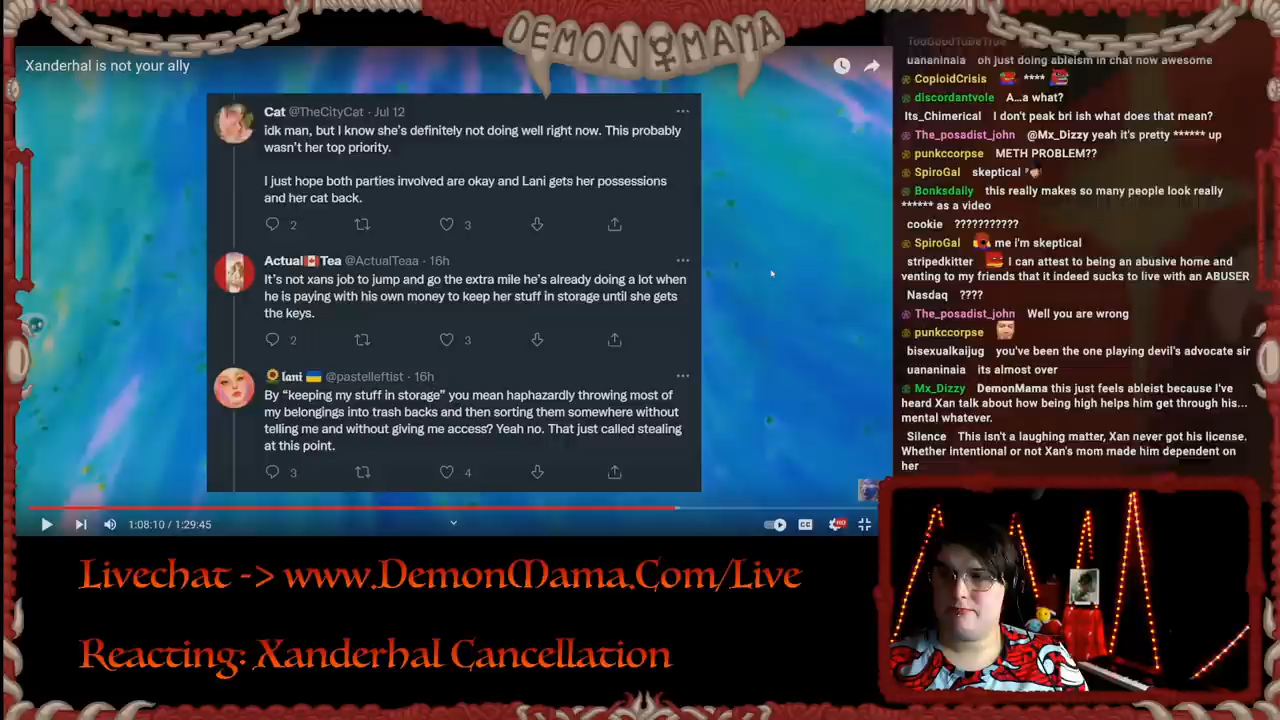 DEMON MAMA
Xanderhal is not your ally
Cat @TheCityCat · Jul 12
idk man, but I know she's definitely not doing well right now. This probably
wasn't her top priority.
I just hope both parties involved are okay and Lani gets her possessions
and her cat back.
2 3
Actual Tea @ActualTeaa · 16h
It's not xans job to jump and go the extra mile he's already doing a lot when
he is paying with his own money to keep her stuff in storage until she gets
the keys.
2 3
lani @pastelleftist · 16h
By “keeping my stuff in storage” you mean haphazardly throwing most of
my belongings into trash backs and then sorting them somewhere without
telling me and without giving me access? Yeah no. That just called stealing
at this point.
3 4
1:08:10 / 1:29:45
CC
HD
TooGoodToBeTrue
uananinaia oh just doing ableism in chat now awesome
CopioidCrisis ****
discordantvole A...a what?
Its_Chimerical I don't peak bri ish what does that mean?
The_posadist_john @Mx_Dizzy yeah it's pretty ****** up
punkccorpse METH PROBLEM??
SpiroGal skeptical
Bonksdaily this really makes so many people look really
****** as a video
cookie ???????????
SpiroGal me i'm skeptical
stripedkitter I can attest to being an abusive home and
venting to my friends that it indeed sucks to live with an ABUSER
Nasdaq ????
The_posadist_john Well you are wrong
punkccorpse
bisexualkaijug you've been the one playing devil's advocate sir
uananinaia its almost over
Mx_Dizzy DemonMama this just feels ableist because I've
heard Xan talk about how being high helps him get through his...
mental whatever.
Silence This isn't a laughing matter, Xan never got his license.
Whether intentional or not Xan's mom made him dependent on
her
Livechat -> www.DemonMama.Com/Live
Reacting: Xanderhal Cancellation